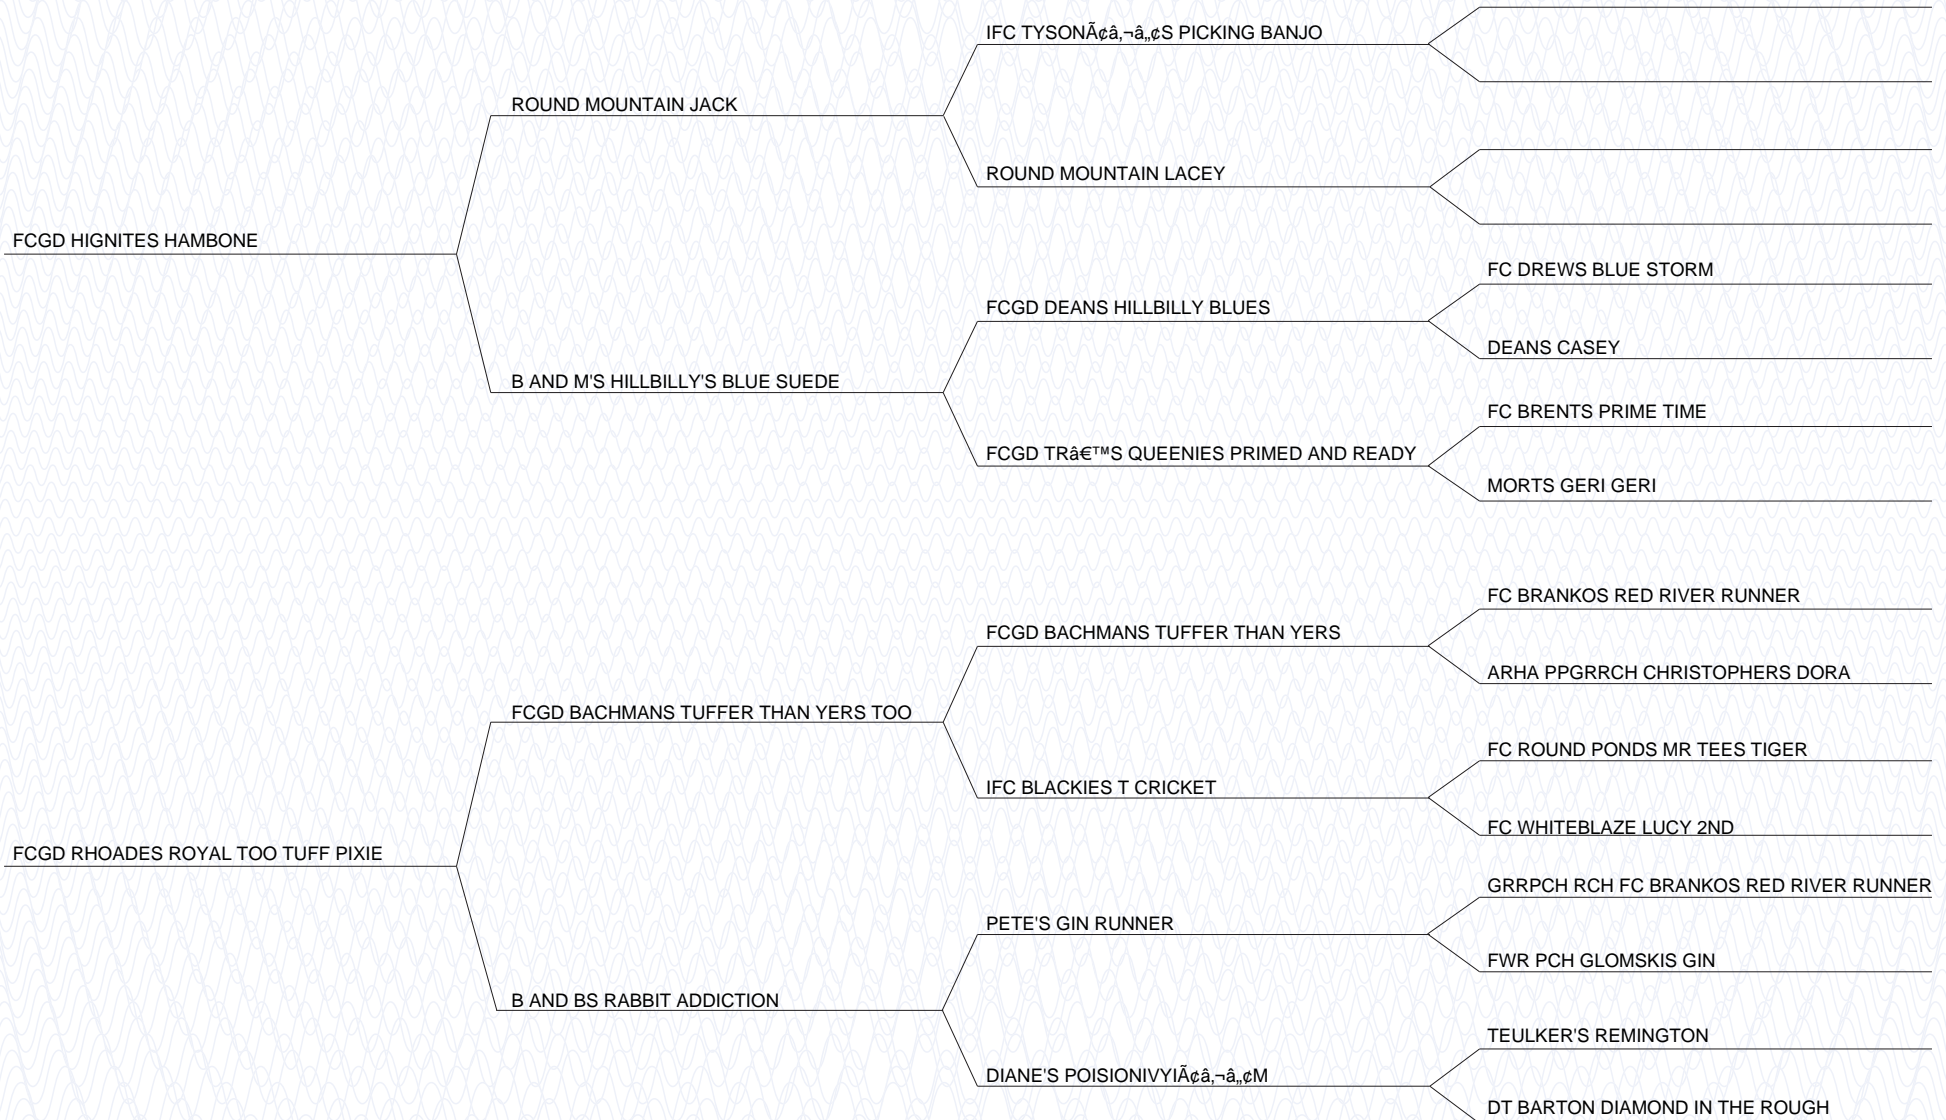 IFC TYSONÃ¢â‚¬â„¢S PICKING BANJO
ROUND MOUNTAIN JACK
ROUND MOUNTAIN LACEY
FCGD HIGNITES HAMBONE
FC DREWS BLUE STORM
FCGD DEANS HILLBILLY BLUES
DEANS CASEY
B AND M'S HILLBILLY'S BLUE SUEDE
FC BRENTS PRIME TIME
FCGD TRâ€™S QUEENIES PRIMED AND READY
MORTS GERI GERI
FC BRANKOS RED RIVER RUNNER
FCGD BACHMANS TUFFER THAN YERS
ARHA PPGRRCH CHRISTOPHERS DORA
FCGD BACHMANS TUFFER THAN YERS TOO
FC ROUND PONDS MR TEES TIGER
IFC BLACKIES T CRICKET
FC WHITEBLAZE LUCY 2ND
FCGD RHOADES ROYAL TOO TUFF PIXIE
GRRPCH RCH FC BRANKOS RED RIVER RUNNER
PETE'S GIN RUNNER
FWR PCH GLOMSKIS GIN
B AND BS RABBIT ADDICTION
TEULKER'S REMINGTON
DIANE'S POISIONIVYIÃ¢â‚¬â„¢M
DT BARTON DIAMOND IN THE ROUGH